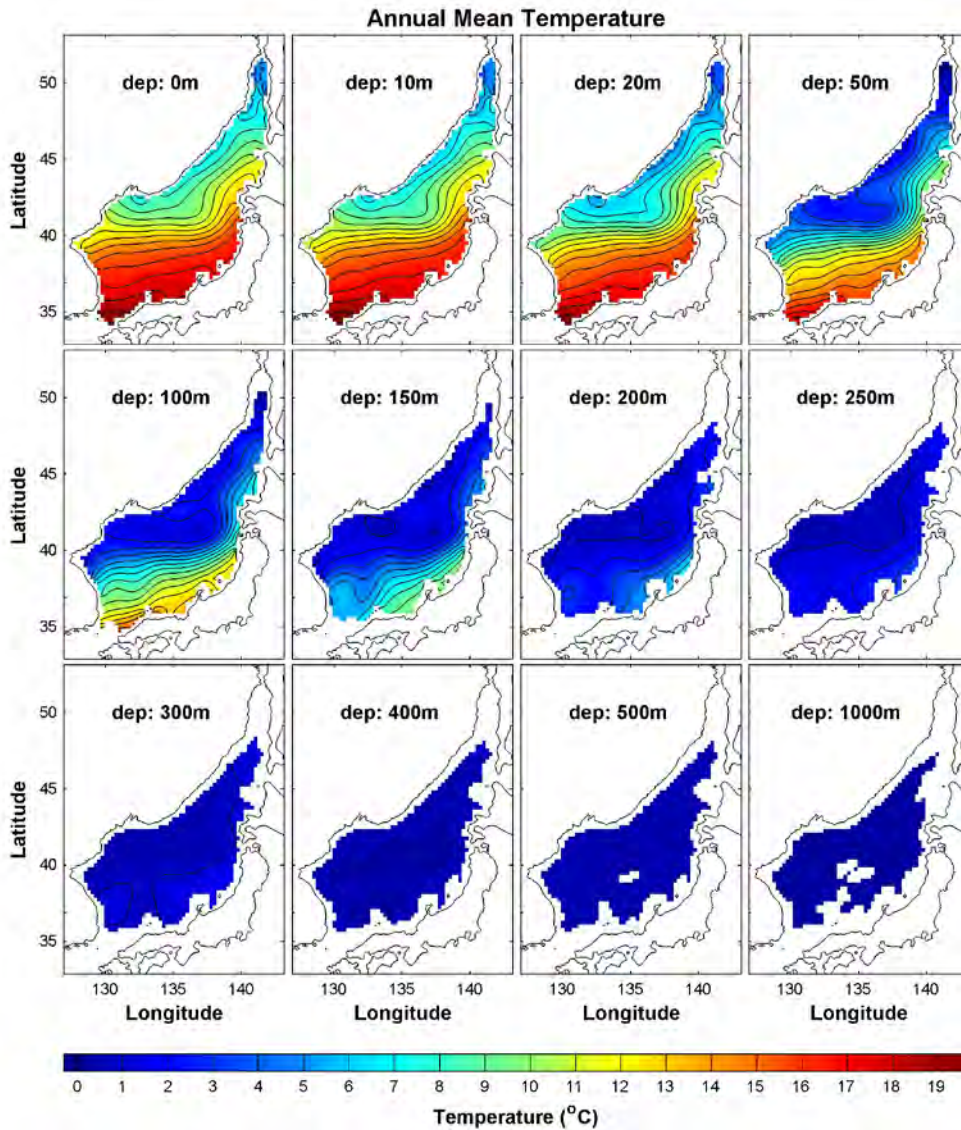 Annual Mean Temperature
dep: 0m
dep: 10m
dep: 20m
dep: 50m
50
45
40
35
Latitude
dep: 100m
dep: 150m
dep: 200m
dep: 250m
50
45
40
35
Latitude
dep: 300m
dep: 400m
dep: 500m
dep: 1000m
50
45
40
35
Latitude
130 135 140 130 135 140 130 135 140 130 135 140
Longitude Longitude Longitude Longitude
0 1 2 3 4 5 6 7 8 9 10 11 12 13 14 15 16 17 18 19
Temperature (°C)